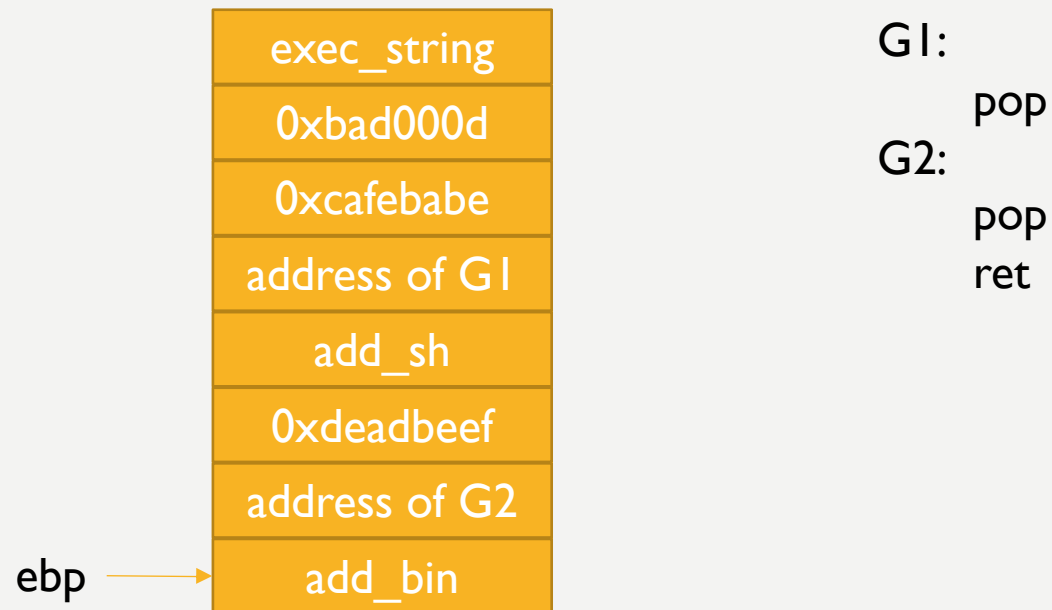 exec_string
0xbad000d
0xcafebabe
address of G1
add_sh
0xdeadbeef
address of G2
add_bin
ebp
G1:
pop
G2:
pop
ret